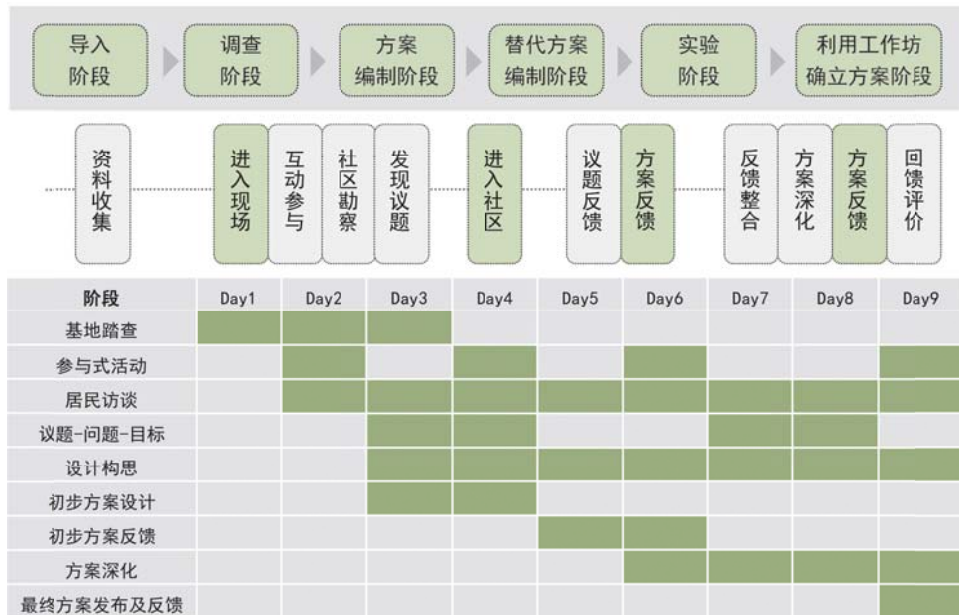 导入
阶段
调查
阶段
方案
编制阶段
替代方案
编制阶段
实验
阶段
利用工作坊
确立方案阶段
资料收集
进入现场
互动参与
社区勘察
发现议题
进入社区
议题反馈
方案反馈
反馈整合
方案深化
方案反馈
回馈评价
阶段 Day1 Day2 Day3 Day4 Day5 Day6 Day7 Day8 Day9
基地踏查
参与式活动
居民访谈
议题-问题-目标
设计构思
初步方案设计
初步方案反馈
方案深化
最终方案发布及反馈